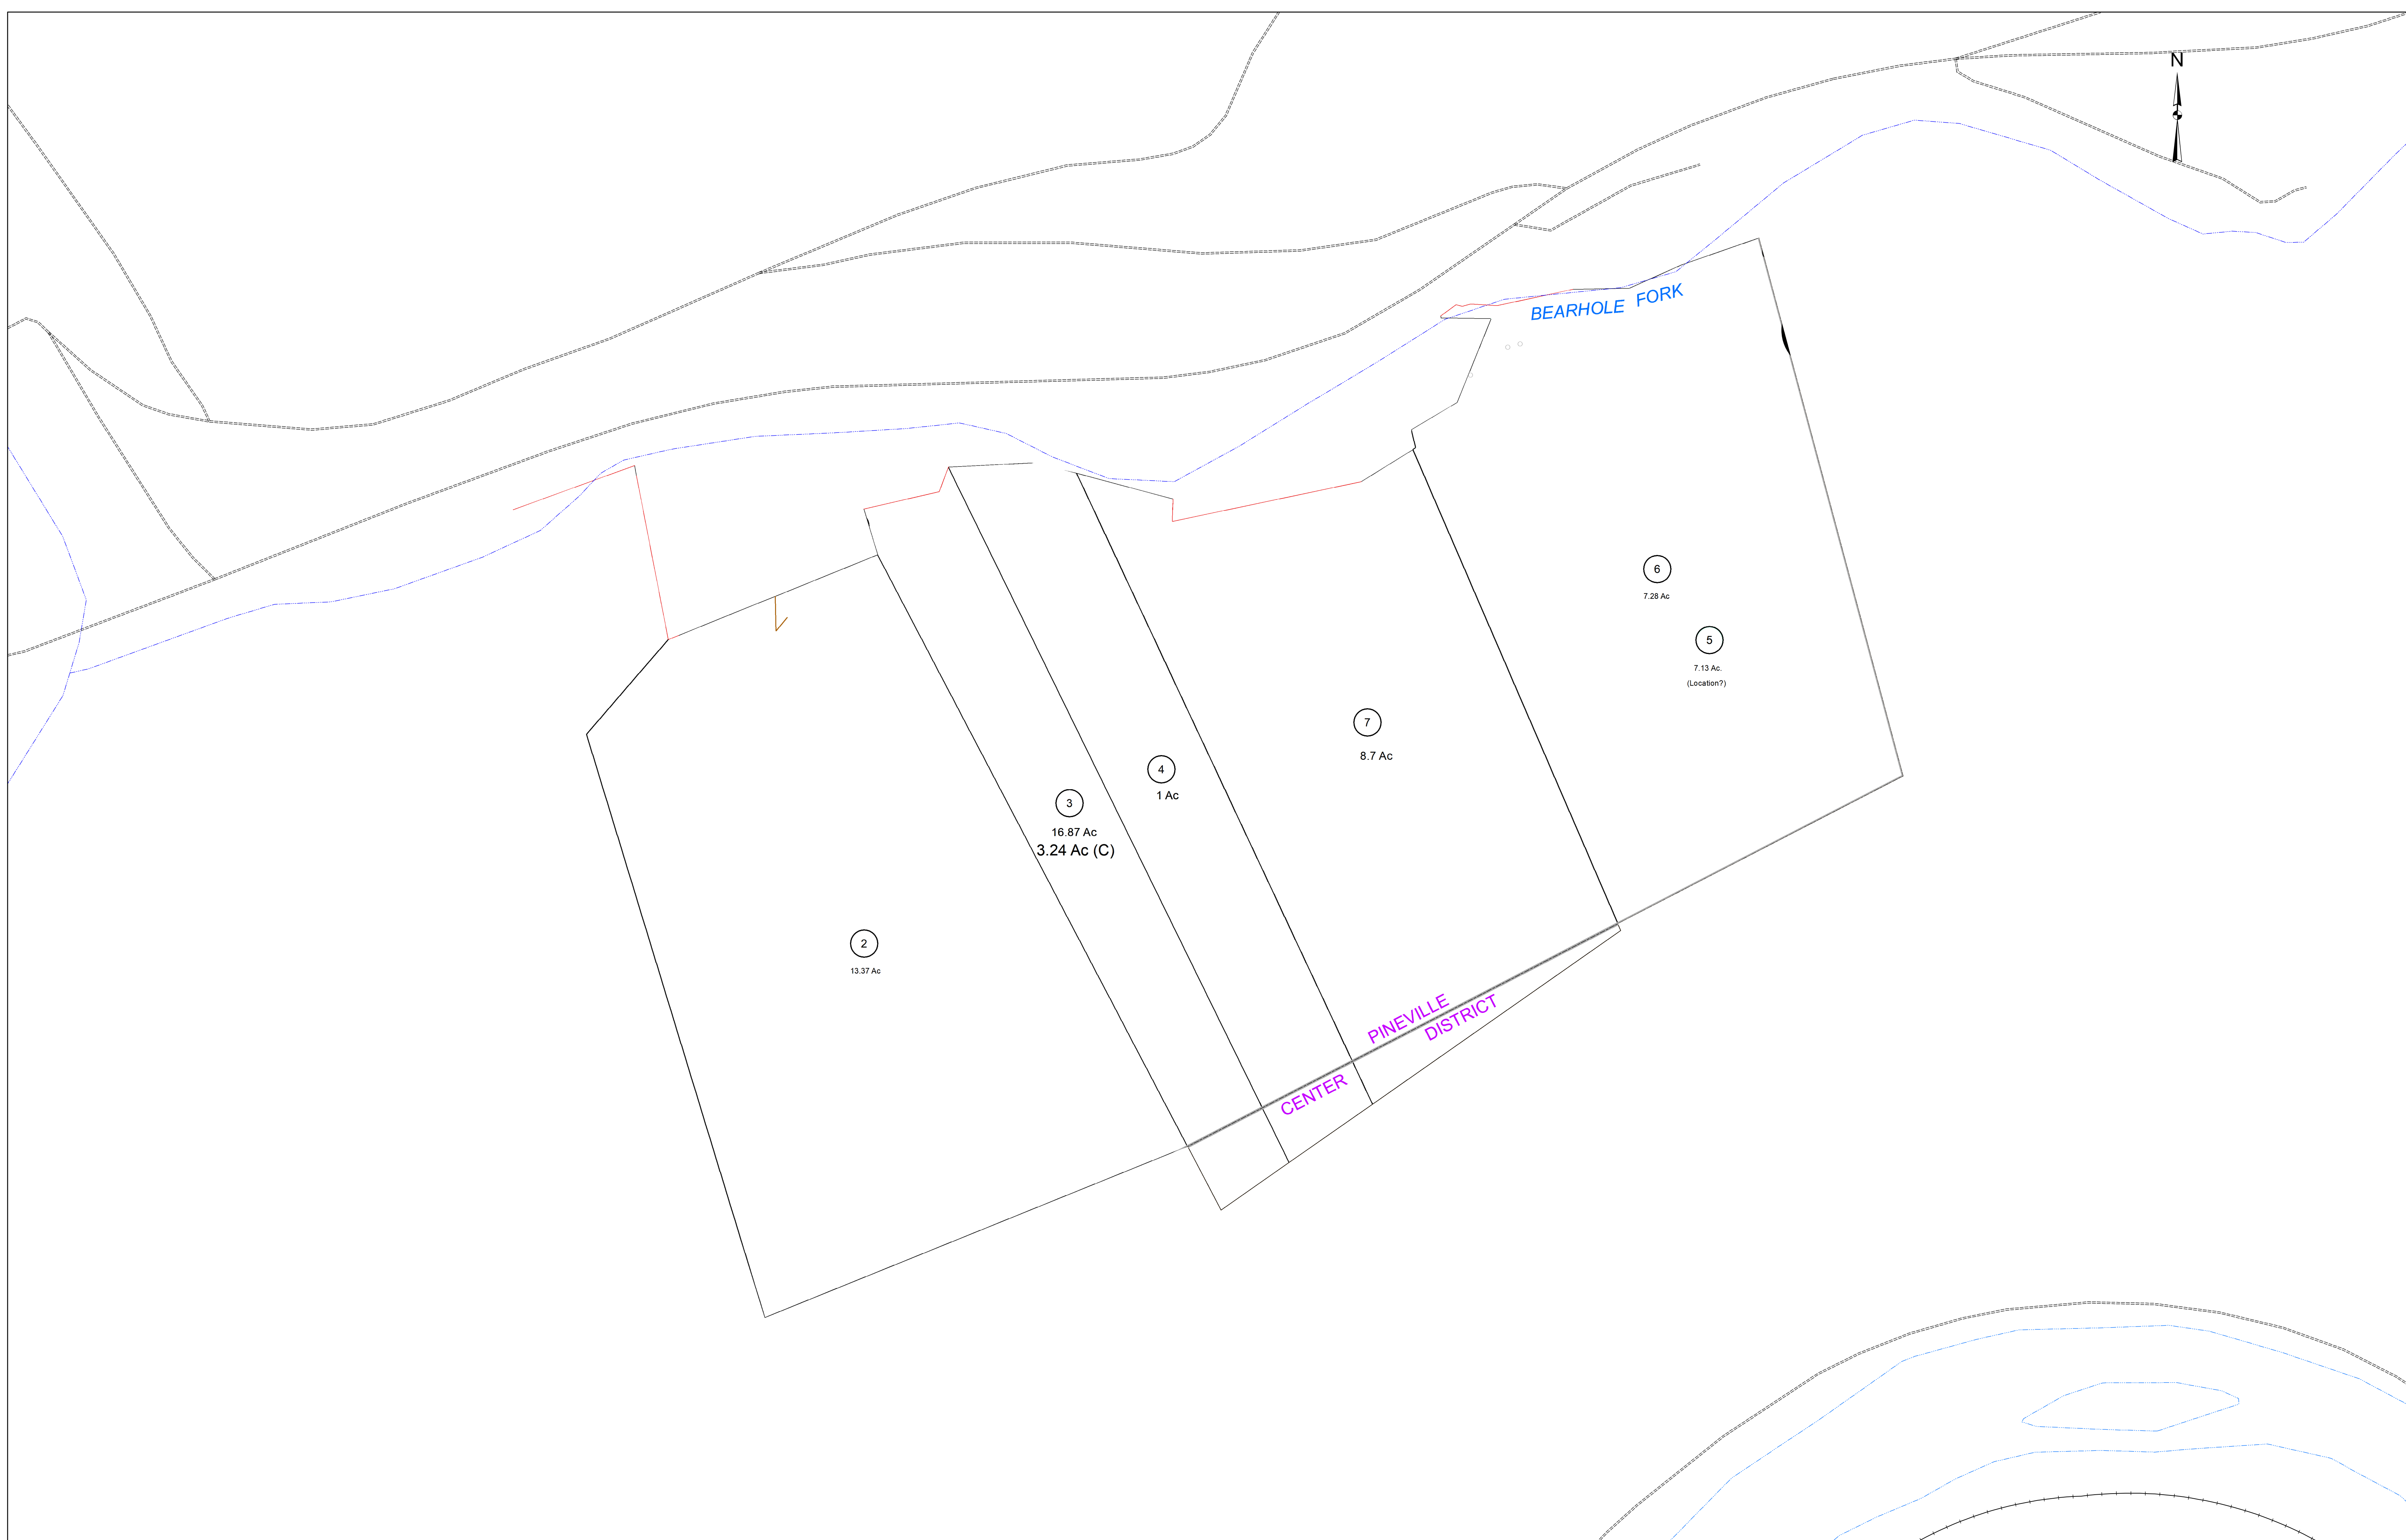 N
BEARHOLE FORK
6
7.28 Ac
5
7.13 Ac.
(Location?)
7
8.7 Ac
4
1 Ac
3
16.87 Ac
3.24 Ac (C)
2
13.37 Ac
PINEVILLE
DISTRICT
CENTER